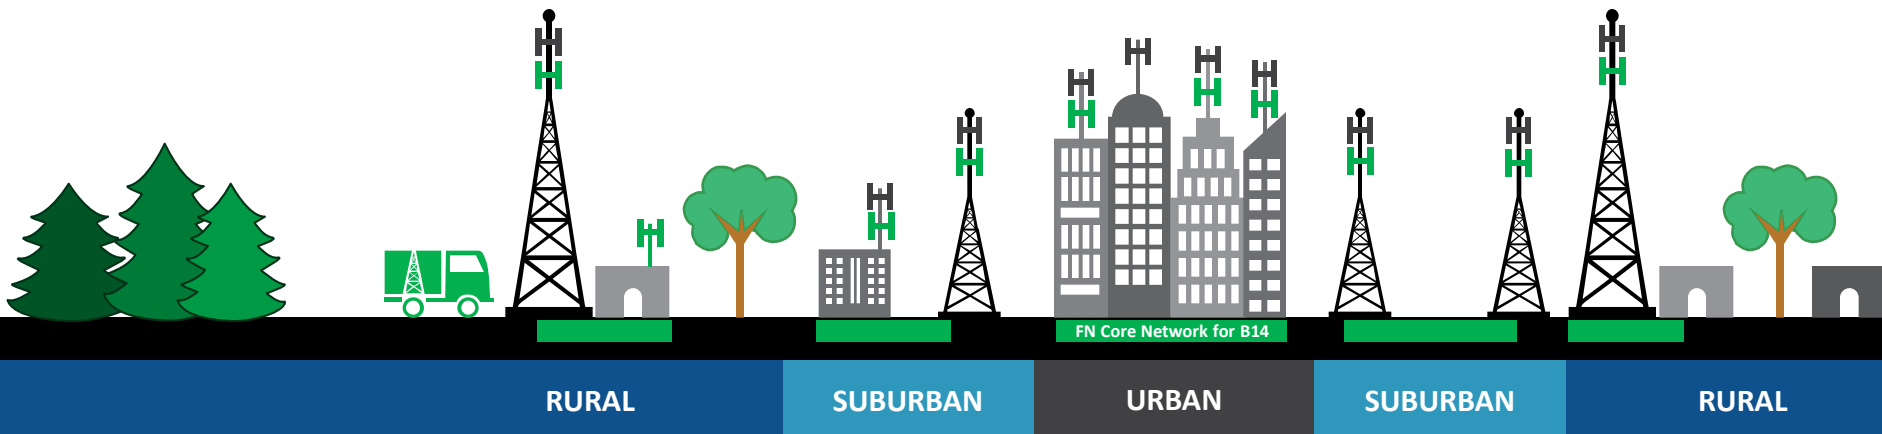 FN Core Network for B14
RURAL
SUBURBAN
URBAN
SUBURBAN
RURAL